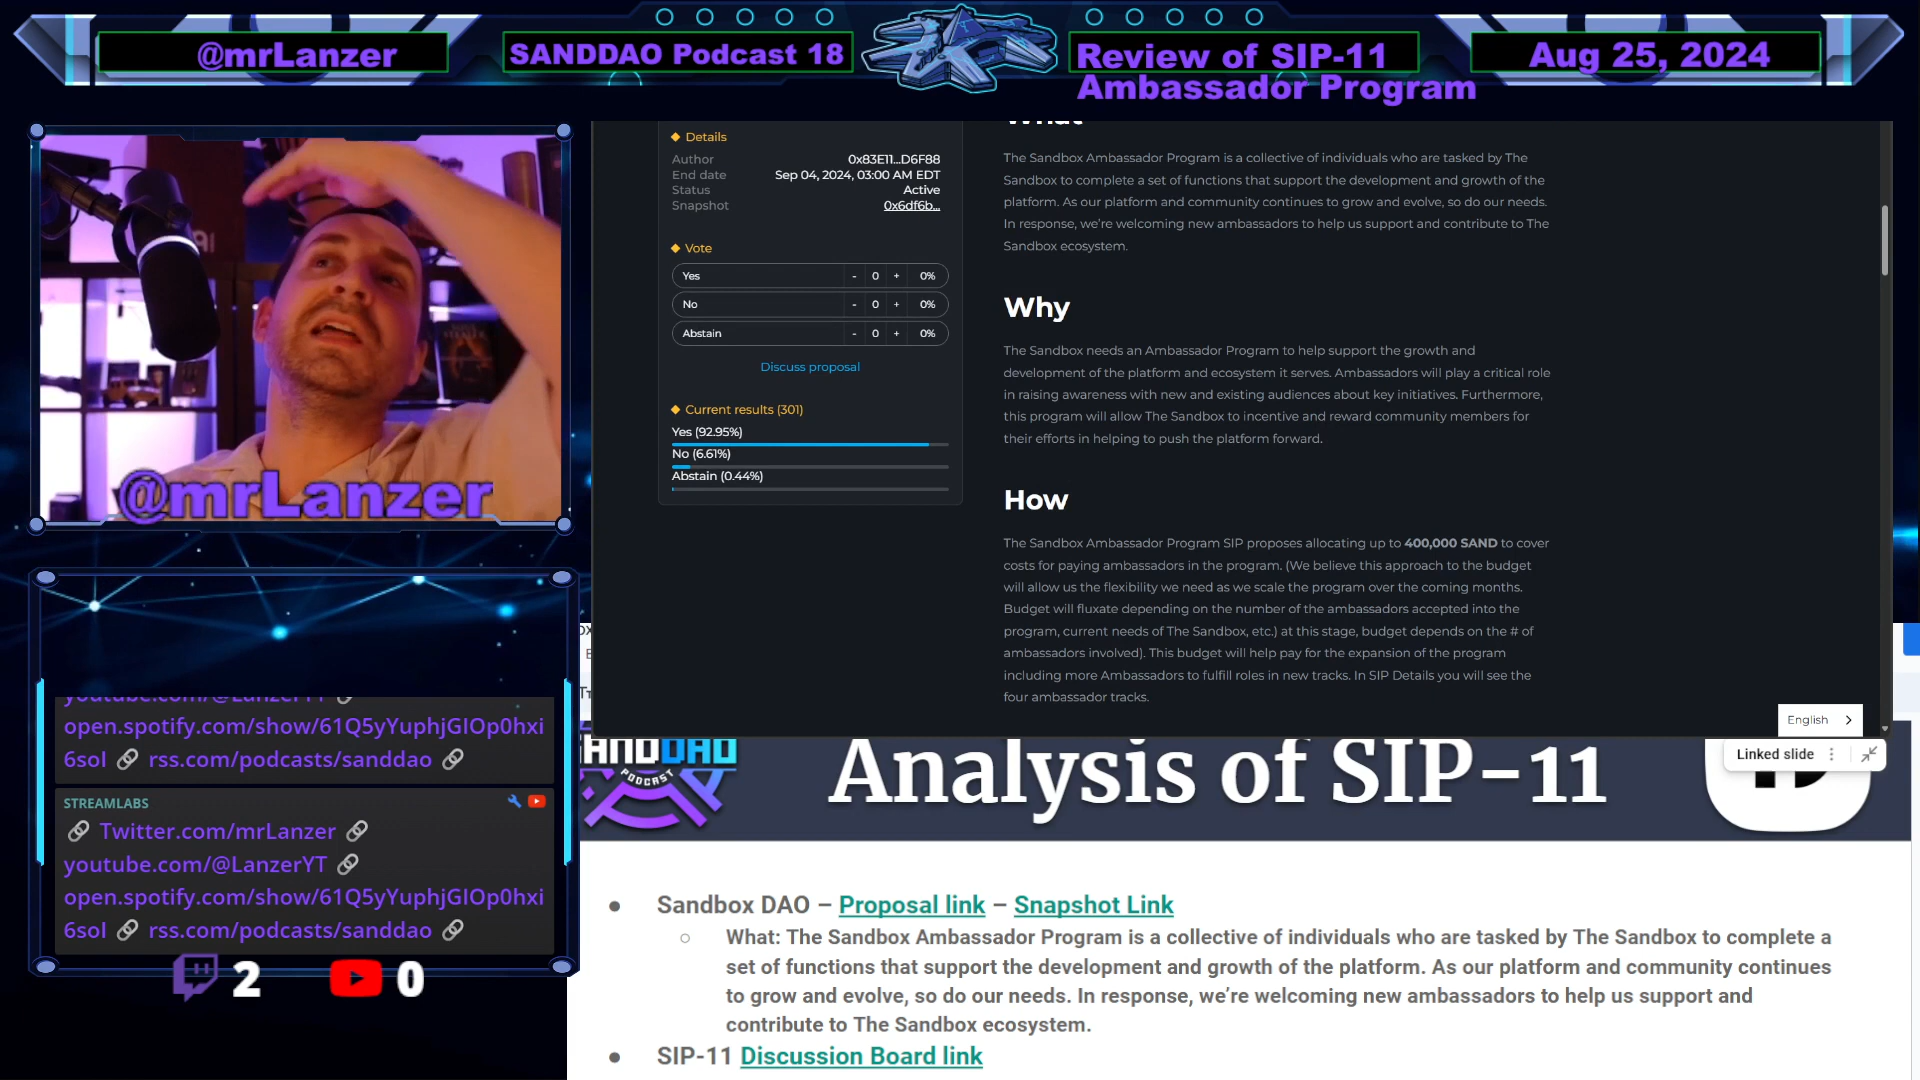 @mrLanzer
SANDDAO Podcast 18
Review of SIP-11
Ambassador Program
Aug 25, 2024
@mrLanzer
youtube.com/@LanzerYT
open.spotify.com/show/61Q5yYuphjGIOp0hxi
6sol 🔗 rss.com/podcasts/sanddao 🔗
STREAMLABS
🔗 Twitter.com/mrLanzer 🔗
youtube.com/@LanzerYT 🔗
open.spotify.com/show/61Q5yYuphjGIOp0hxi
6sol 🔗 rss.com/podcasts/sanddao 🔗
2
0
Details
Author 0x83E11...D6F88
End date Sep 04, 2024, 03:00 AM EDT
Status Active
Snapshot 0x6df6b...
Vote
Yes - 0 + 0%
No - 0 + 0%
Abstain - 0 + 0%
Discuss proposal
Current results (301)
Yes (92.95%)
No (6.61%)
Abstain (0.44%)
What
The Sandbox Ambassador Program is a collective of individuals who are tasked by The
Sandbox to complete a set of functions that support the development and growth of the
platform. As our platform and community continues to grow and evolve, so do our needs.
In response, we're welcoming new ambassadors to help us support and contribute to The
Sandbox ecosystem.
Why
The Sandbox needs an Ambassador Program to help support the growth and
development of the platform and ecosystem it serves. Ambassadors will play a critical role
in raising awareness with new and existing audiences about key initiatives. Furthermore,
this program will allow The Sandbox to incentive and reward community members for
their efforts in helping to push the platform forward.
How
The Sandbox Ambassador Program SIP proposes allocating up to 400,000 SAND to cover
costs for paying ambassadors in the program. (We believe this approach to the budget
will allow us the flexibility we need as we scale the program over the coming months.
Budget will fluxate depending on the number of the ambassadors accepted into the
program, current needs of The Sandbox, etc.) at this stage, budget depends on the # of
ambassadors involved). This budget will help pay for the expansion of the program
including more Ambassadors to fulfill roles in new tracks. In SIP Details you will see the
four ambassador tracks.
English
Linked slide
SANDDAO
PODCAST
Analysis of SIP-11
● Sandbox DAO – Proposal link – Snapshot Link
○ What: The Sandbox Ambassador Program is a collective of individuals who are tasked by The Sandbox to complete a
set of functions that support the development and growth of the platform. As our platform and community continues
to grow and evolve, so do our needs. In response, we're welcoming new ambassadors to help us support and
contribute to The Sandbox ecosystem.
● SIP-11 Discussion Board link